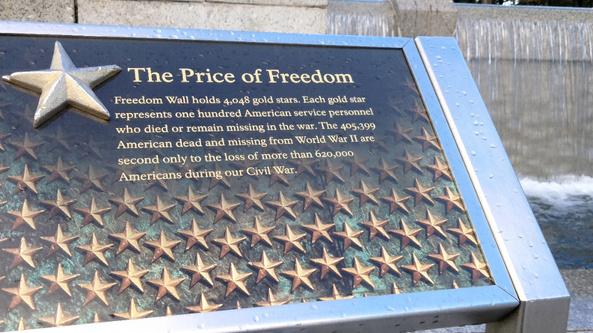 The Price of Freedom
Freedom Wall holds 4,048 gold stars. Each gold star
represents one hundred American service personnel
who died or remain missing in the war. The 405,399
American dead and missing from World War II are
second only to the loss of more than 620,000
Americans during our Civil War.